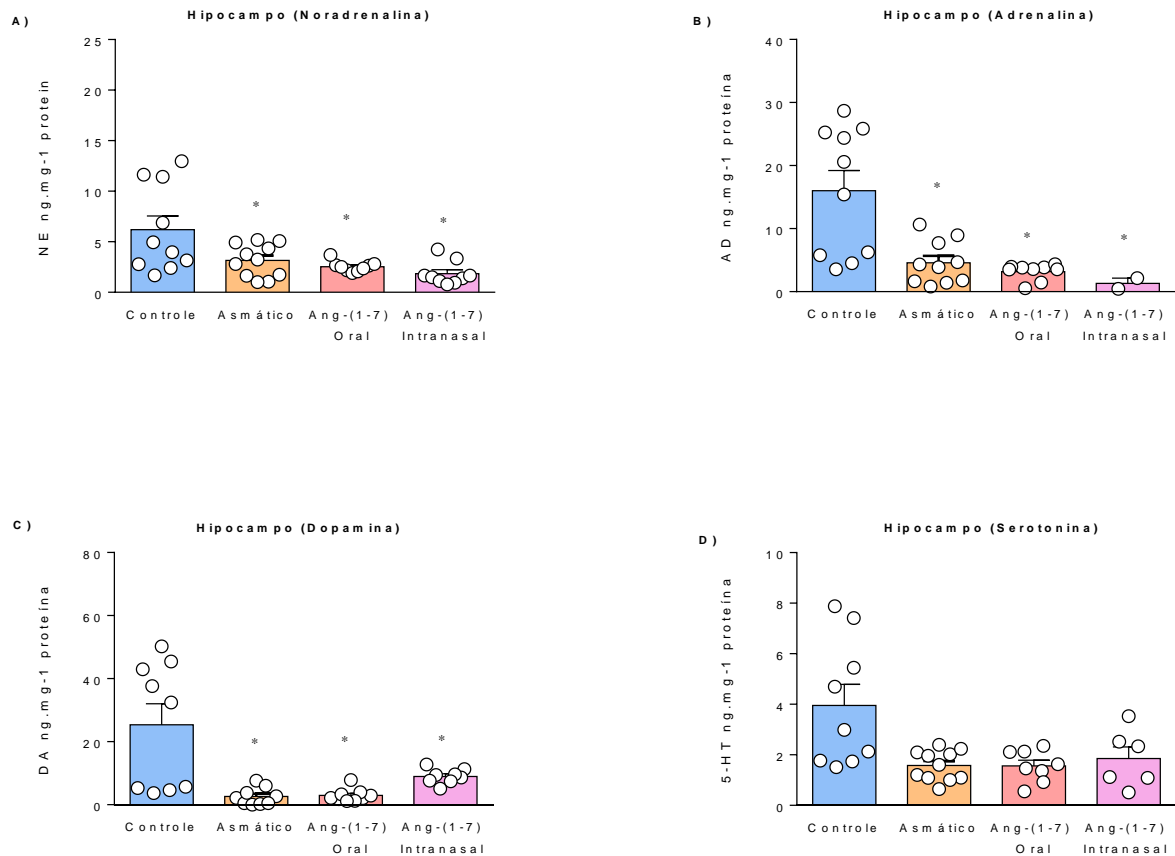 A)
Hipocampo (Noradrenalina)
NE ng.mg-1 protein
25
20
15
10
5
0
*
*
*
Controle
Asmático
Ang-(1-7)
Oral
Ang-(1-7)
Intranasal
B)
Hipocampo (Adrenalina)
AD ng.mg-1 proteína
40
30
20
10
0
*
*
*
Controle
Asmático
Ang-(1-7)
Oral
Ang-(1-7)
Intranasal
C)
Hipocampo (Dopamina)
DA ng.mg-1 proteína
80
60
40
20
0
*
*
*
Controle
Asmático
Ang-(1-7)
Oral
Ang-(1-7)
Intranasal
D)
Hipocampo (Serotonina)
5-HT ng.mg-1 proteína
10
8
6
4
2
0
Controle
Asmático
Ang-(1-7)
Oral
Ang-(1-7)
Intranasal